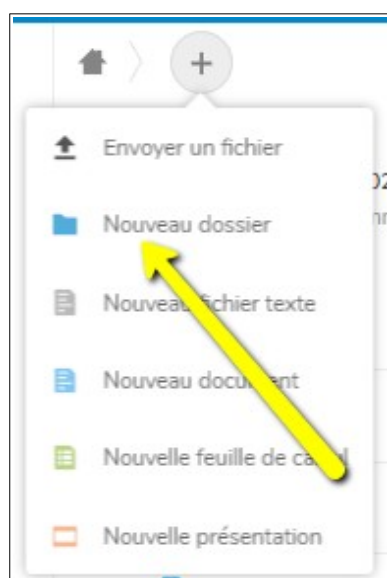 Envoyer un fichier
Nouveau dossier
Nouveau fichier texte
Nouveau document
Nouvelle feuille de calcul
Nouvelle présentation